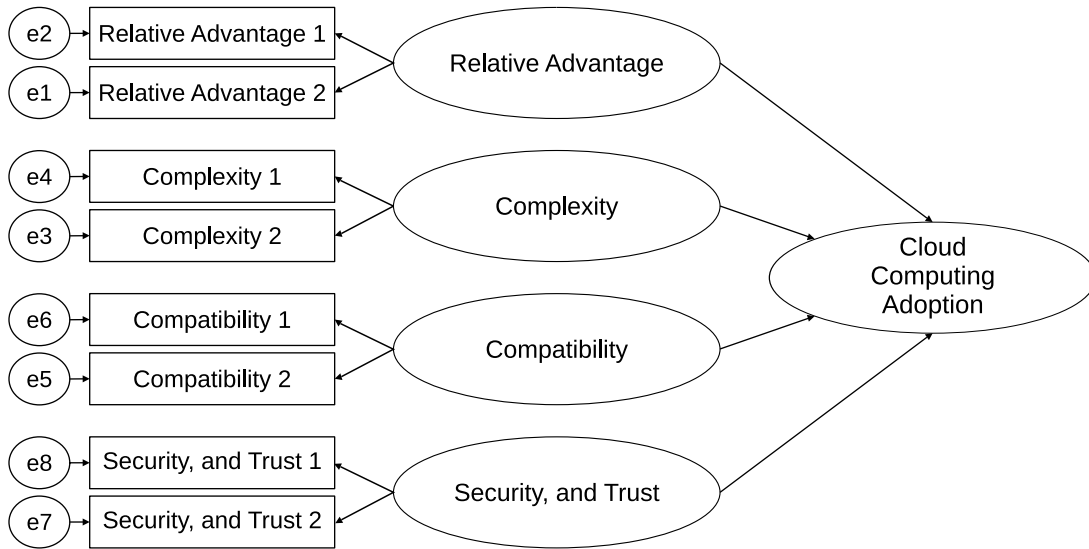 e2
Relative Advantage 1
e1
Relative Advantage 2
Relative Advantage
e4
Complexity 1
e3
Complexity 2
Complexity
e6
Compatibility 1
e5
Compatibility 2
Compatibility
e8
Security, and Trust 1
e7
Security, and Trust 2
Security, and Trust
Cloud
Computing
Adoption